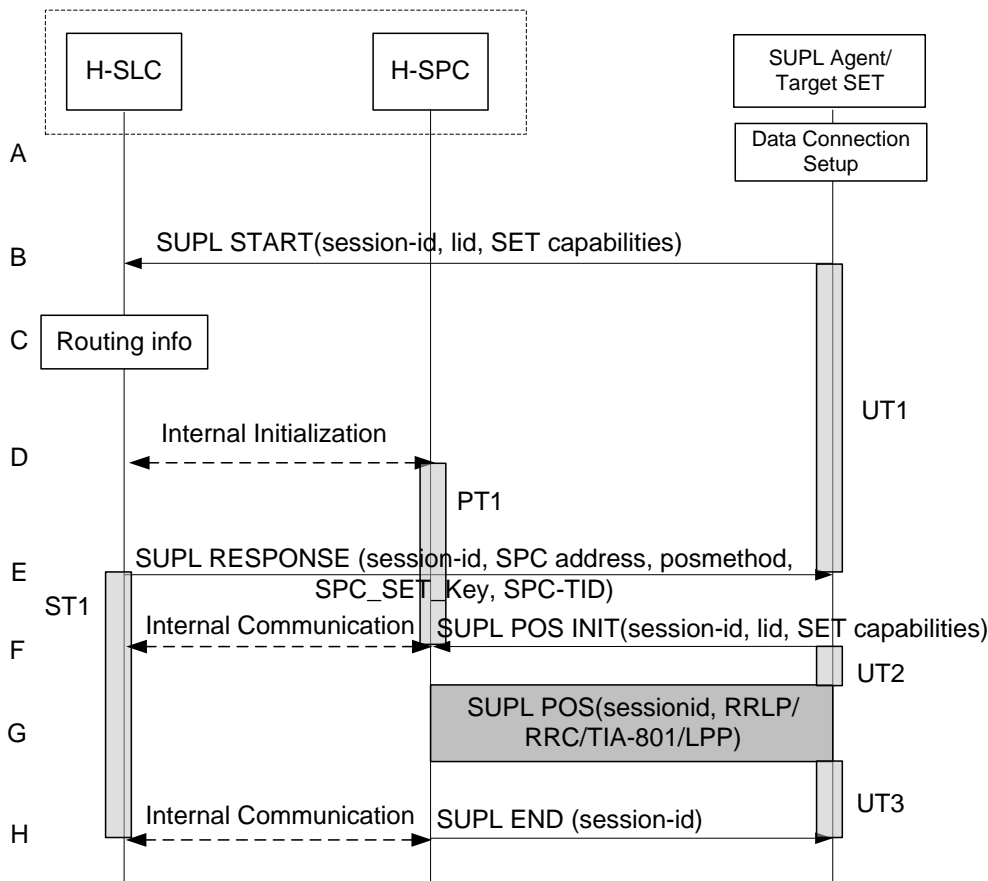 H-SLC
H-SPC
SUPL Agent/
Target SET
A
Data Connection
Setup
B
SUPL START(session-id, lid, SET capabilities)
C
Routing info
UT1
D
Internal Initialization
PT1
E
SUPL RESPONSE (session-id, SPC address, posmethod,
SPC_SET_Key, SPC-TID)
ST1
F
Internal Communication
SUPL POS INIT(session-id, lid, SET capabilities)
UT2
G
SUPL POS(sessionid, RRLP/
RRC/TIA-801/LPP)
UT3
H
Internal Communication
SUPL END (session-id)